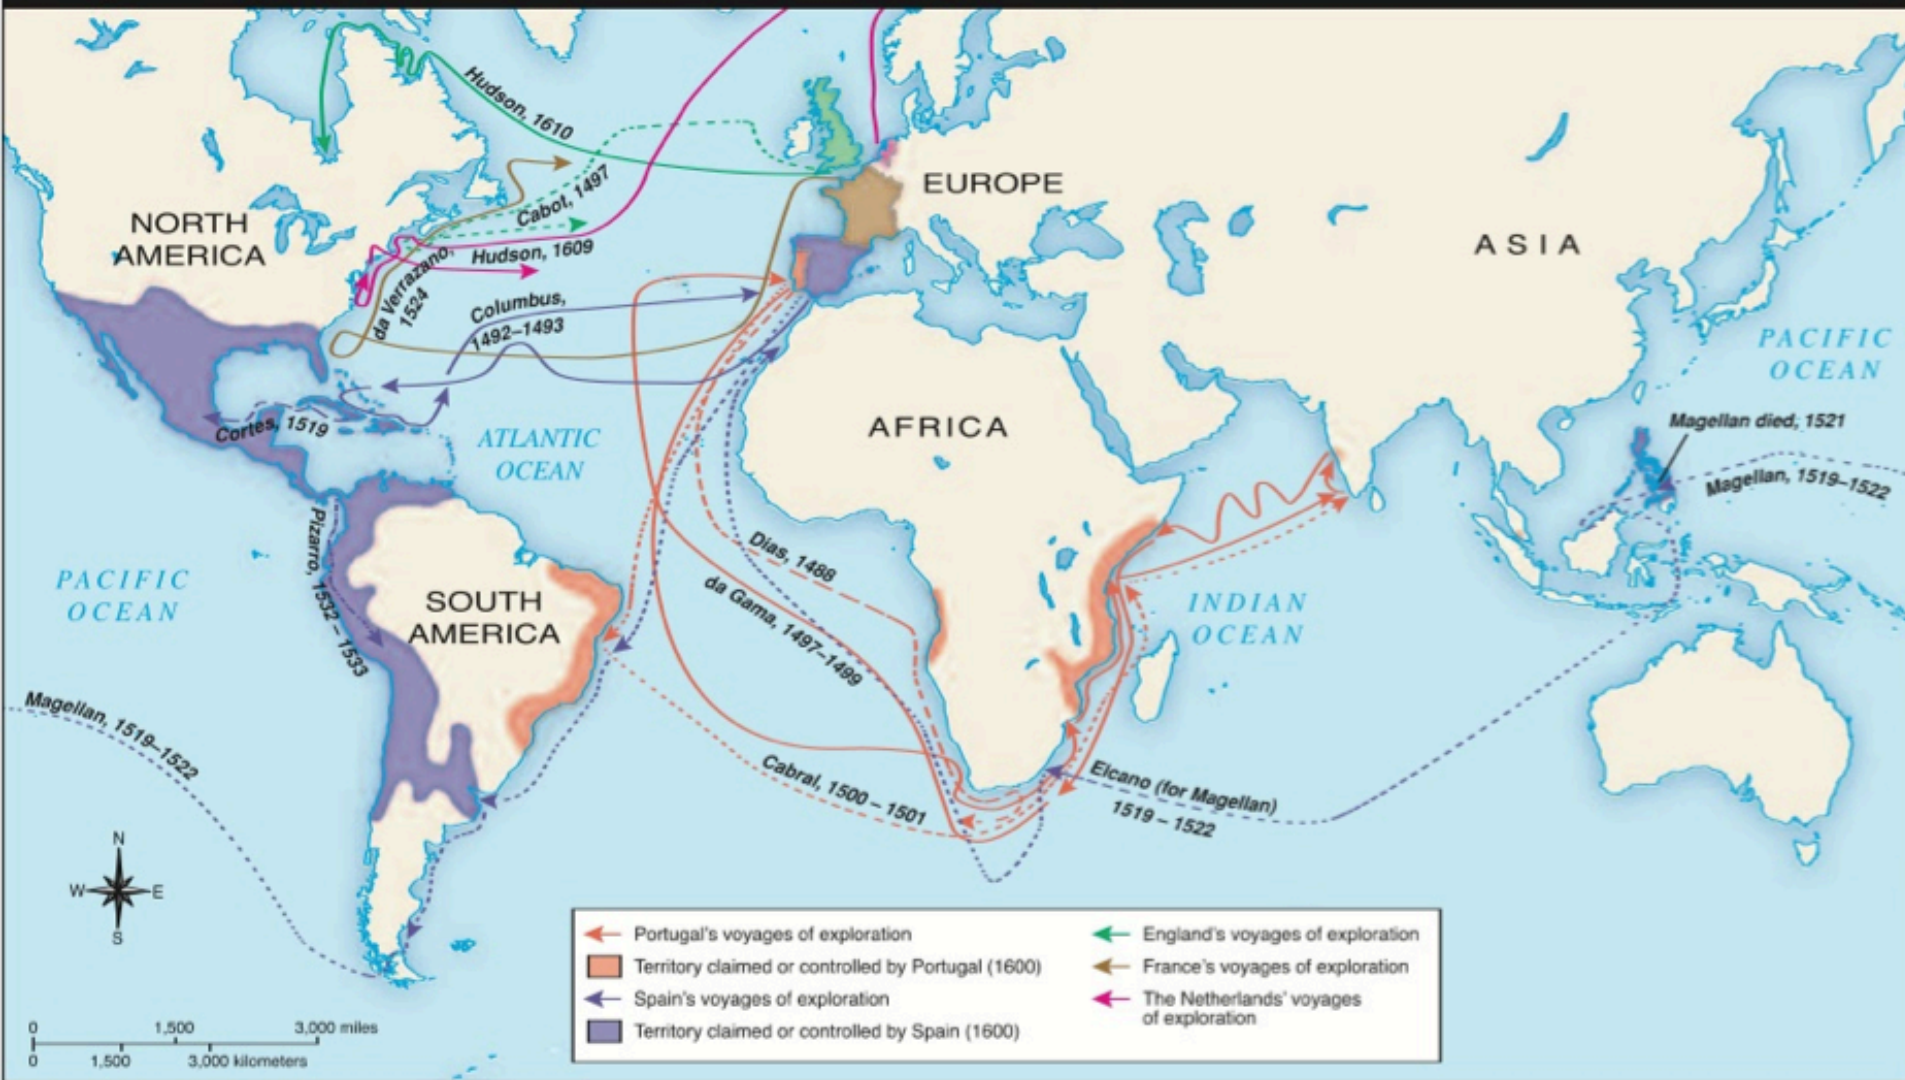 Hudson, 1610
Cabot, 1497
Hudson, 1609
da Verrazano,
1524
Columbus,
1492–1493
Cortes, 1519
NORTH
AMERICA
EUROPE
ASIA
PACIFIC
OCEAN
AFRICA
ATLANTIC
OCEAN
Magellan died, 1521
Magellan, 1519–1522
Pizarro, 1532 – 1533
Dias, 1488
da Gama, 1497–1499
PACIFIC
OCEAN
SOUTH
AMERICA
INDIAN
OCEAN
Magellan, 1519–1522
Cabral, 1500 – 1501
Elcano (for Magellan)
1519 – 1522
N
W
E
S
0 1,500 3,000 miles
0 1,500 3,000 kilometers
Portugal's voyages of exploration
Territory claimed or controlled by Portugal (1600)
Spain's voyages of exploration
Territory claimed or controlled by Spain (1600)
England's voyages of exploration
France's voyages of exploration
The Netherlands' voyages
of exploration